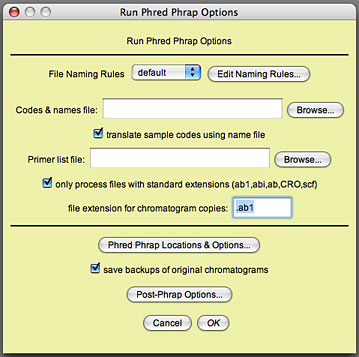 Run Phred Phrap Options
Run Phred Phrap Options
File Naming Rules default Edit Naming Rules...
Codes & names file: Browse...
translate sample codes using name file
Primer list file: Browse...
only process files with standard extensions (ab1,abi,ab,CRO,scf)
file extension for chromatogram copies: .ab1
Phred Phrap Locations & Options...
save backups of original chromatograms
Post-Phrap Options...
Cancel OK